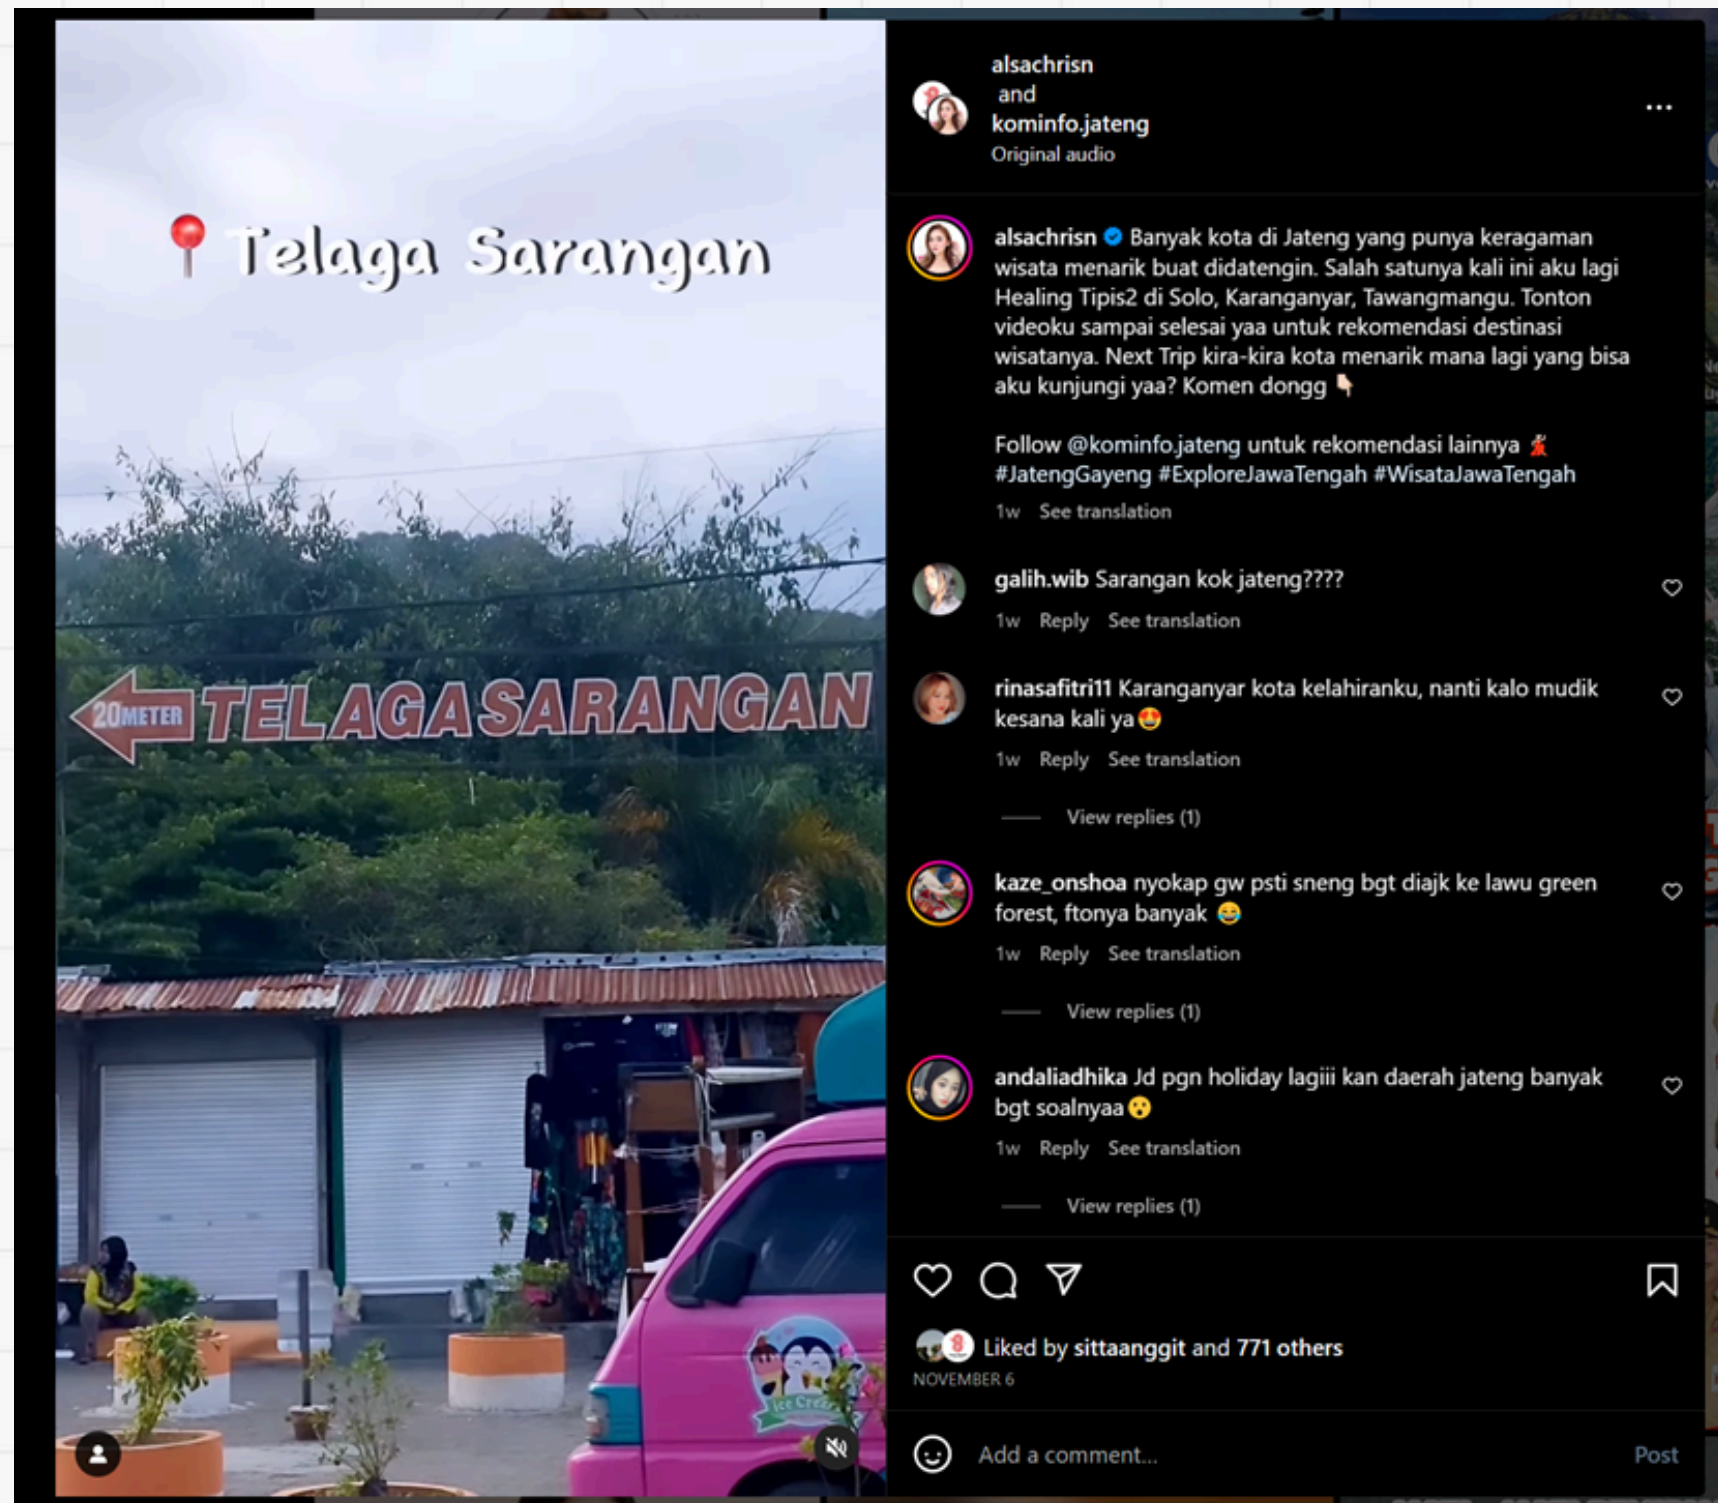 📍 Telaga Sarangan
20METER TELAGA SARANGAN
Ice Cream
alsachrisn
and
kominfo.jateng
Original audio
alsachrisn Banyak kota di Jateng yang punya keragaman
wisata menarik buat didatengin. Salah satunya kali ini aku lagi
Healing Tipis2 di Solo, Karanganyar, Tawangmangu. Tonton
videoku sampai selesai yaa untuk rekomendasi destinasi
wisatanya. Next Trip kira-kira kota menarik mana lagi yang bisa
aku kunjungi yaa? Komen dongg 👇🏻
Follow @kominfo.jateng untuk rekomendasi lainnya 💃
#JatengGayeng #ExploreJawaTengah #WisataJawaTengah
1w See translation
galih.wib Sarangan kok jateng????
1w Reply See translation
rinasafitri11 Karanganyar kota kelahiranku, nanti kalo mudik
kesana kali ya😍
1w Reply See translation
View replies (1)
kaze_onshoa nyokap gw psti sneng bgt diajk ke lawu green
forest, ftonya banyak 😂
1w Reply See translation
View replies (1)
andaliadhika Jd pgn holiday lagiii kan daerah jateng banyak
bgt soalnyaa😮
1w Reply See translation
View replies (1)
Liked by sittaanggit and 771 others
NOVEMBER 6
Add a comment...
Post